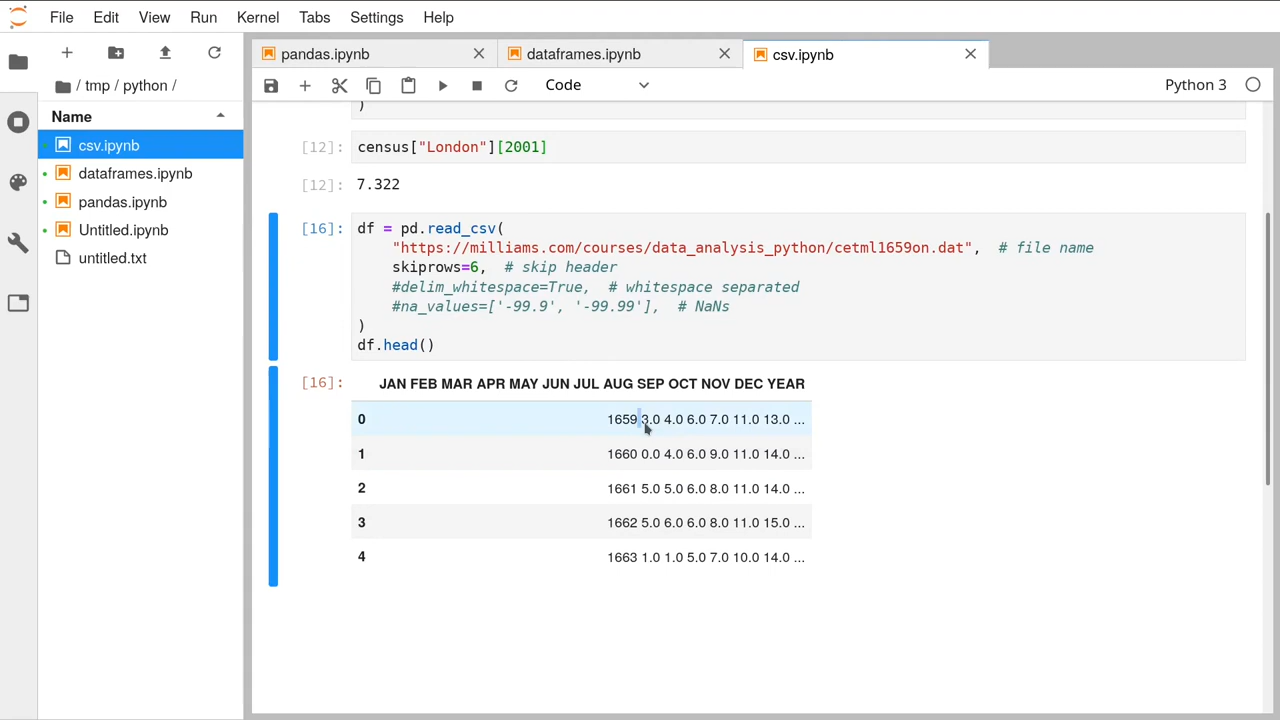 File Edit View Run Kernel Tabs Settings Help
pandas.ipynb
dataframes.ipynb
csv.ipynb
/ tmp / python /
Code
Python 3
Name
csv.ipynb
dataframes.ipynb
pandas.ipynb
Untitled.ipynb
untitled.txt
)
[12]: census["London"][2001]
[12]: 7.322
[16]: df = pd.read_csv(
"https://milliams.com/courses/data_analysis_python/cetml1659on.dat",  # file name
skiprows=6,  # skip header
#delim_whitespace=True,  # whitespace separated
#na_values=['-99.9', '-99.99'],  # NaNs
)
df.head()
[16]: JAN FEB MAR APR MAY JUN JUL AUG SEP OCT NOV DEC YEAR
0 1659 3.0 4.0 6.0 7.0 11.0 13.0 ...
1 1660 0.0 4.0 6.0 9.0 11.0 14.0 ...
2 1661 5.0 5.0 6.0 8.0 11.0 14.0 ...
3 1662 5.0 6.0 6.0 8.0 11.0 15.0 ...
4 1663 1.0 1.0 5.0 7.0 10.0 14.0 ...